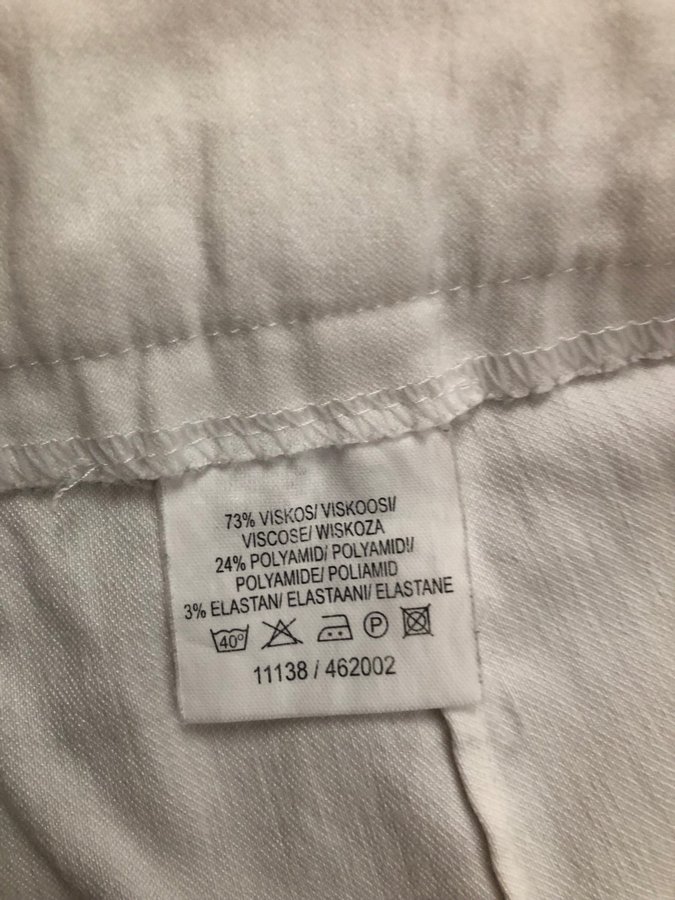 73% VISKOS/ VISKOOSI/
VISCOSE/ WISKOZA
24% POLYAMID/ POLYAMIDI/
POLYAMIDE/ POLIAMID
3% ELASTAN/ ELASTAANI/ ELASTANE
40° P
11138 / 462002